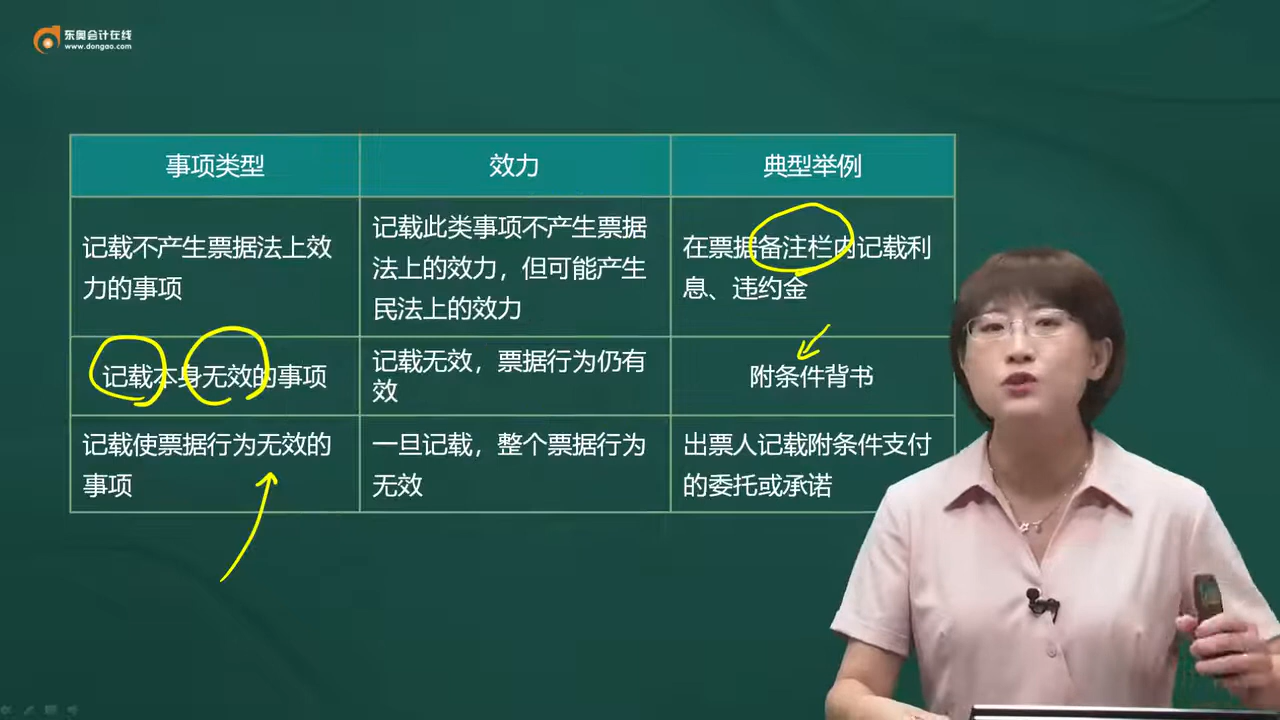 东奥会计在线
www.dongao.com
事项类型
效力
典型举例
记载不产生票据法上效
力的事项
记载此类事项不产生票据
法上的效力，但可能产生
民法上的效力
在票据备注栏内记载利
息、违约金
记载本身无效的事项
记载无效，票据行为仍有
效
附条件背书
记载使票据行为无效的
事项
一旦记载，整个票据行为
无效
出票人记载附条件支付
的委托或承诺